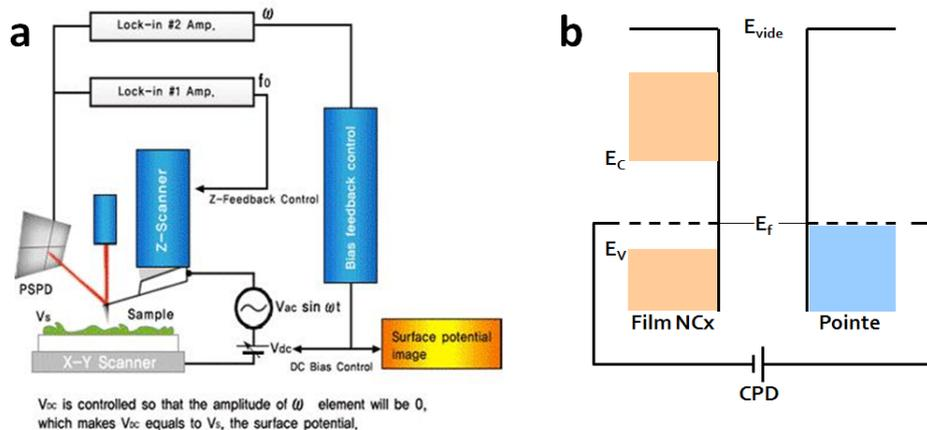 a
Lock-in #2 Amp.
ω
Lock-in #1 Amp.
f₀
Z-Scanner
Z-Feedback Control
Bias feedback control
PSPD
Vs
Sample
Vac sin ωt
X-Y Scanner
Vdc
DC Bias Control
Surface potential
image
VDC is controlled so that the amplitude of ω element will be 0,
which makes VDC equals to Vs, the surface potential.
b
Evide
EC
Ef
EV
Film NCx
Pointe
CPD